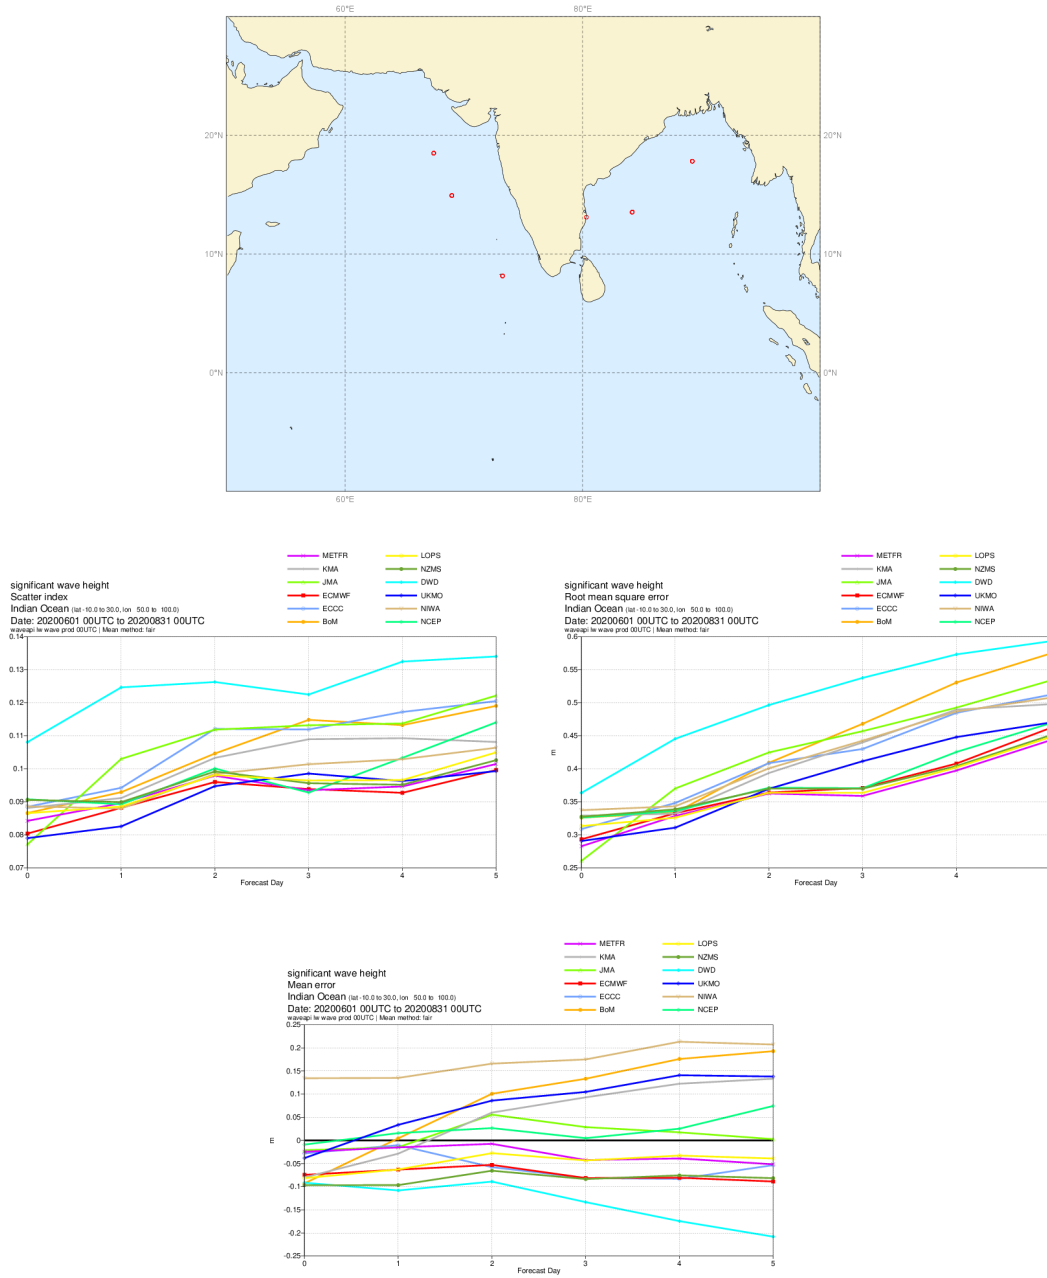 60°E 80°E
20°N 20°N
10°N 10°N
0°N 0°N
60°E 80°E
METFR LOPS
KMA NZMS
JMA DWD
ECMWF UKMO
ECCC NIWA
BoM NCEP
significant wave height
Scatter index
Indian Ocean (lat -10.0 to 30.0, lon 50.0 to 100.0)
Date: 20200601 00UTC to 20200831 00UTC
waveapi lw wave prod 00UTC | Mean method: fair
0.14
0.13
0.12
0.11
0.1
0.09
0.08
0.07
0 1 2 3 4 5
Forecast Day
METFR LOPS
KMA NZMS
JMA DWD
ECMWF UKMO
ECCC NIWA
BoM NCEP
significant wave height
Root mean square error
Indian Ocean (lat -10.0 to 30.0, lon 50.0 to 100.0)
Date: 20200601 00UTC to 20200831 00UTC
waveapi lw wave prod 00UTC | Mean method: fair
0.6
0.55
0.5
0.45
0.4
0.35
0.3
0.25
m
0 1 2 3 4
Forecast Day
METFR LOPS
KMA NZMS
JMA DWD
ECMWF UKMO
ECCC NIWA
BoM NCEP
significant wave height
Mean error
Indian Ocean (lat -10.0 to 30.0, lon 50.0 to 100.0)
Date: 20200601 00UTC to 20200831 00UTC
waveapi lw wave prod 00UTC | Mean method: fair
0.25
0.2
0.15
0.1
0.05
0
-0.05
-0.1
-0.15
-0.2
-0.25
m
0 1 2 3 4 5
Forecast Day